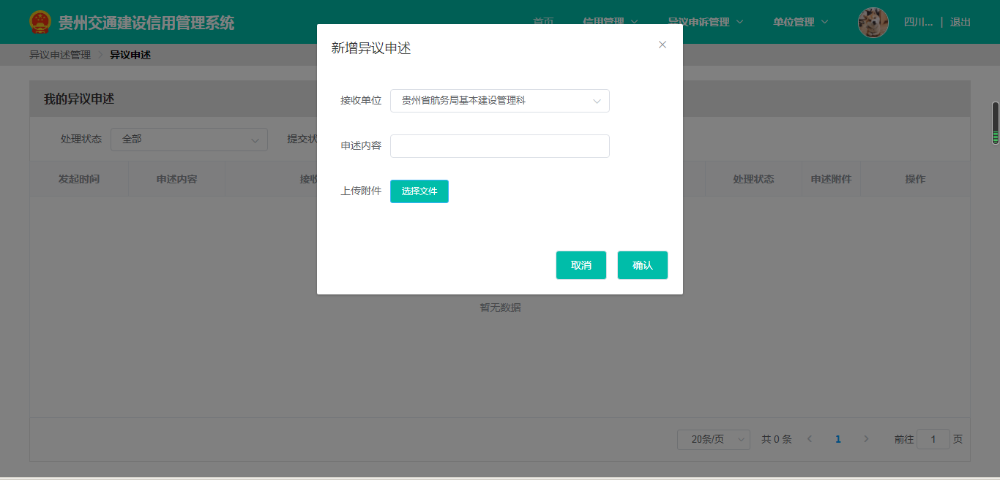 贵州交通建设信用管理系统
首页 信用管理 异议申诉管理 单位管理 四川... | 退出
异议申述管理 > 异议申述
新增异议申述
我的异议申述
接收单位 贵州省航务局基本建设管理科
处理状态 全部 提交状
申述内容
发起时间 申述内容 接收 处理状态 申述附件 操作
上传附件 选择文件
取消 确认
暂无数据
20条/页 共 0 条 < 1 > 前往 1 页